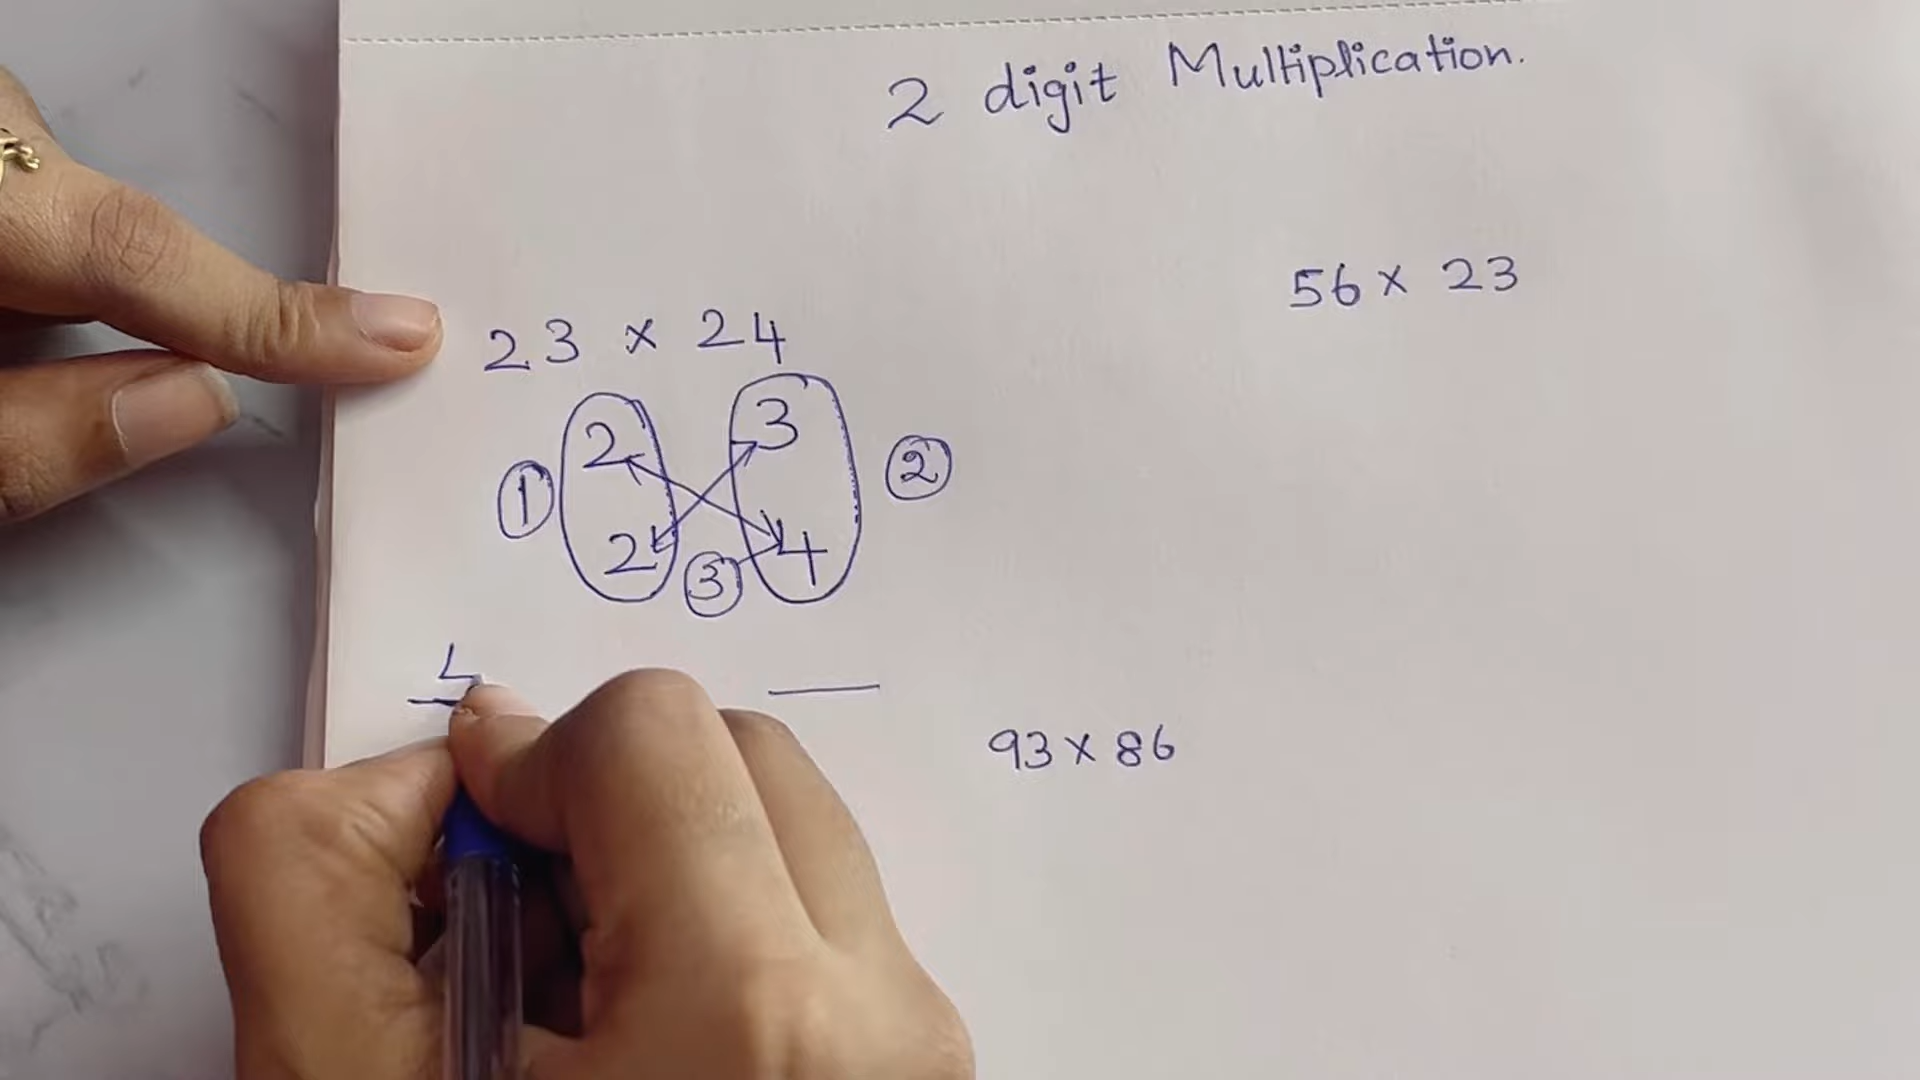 2 digit Multiplication.
56 x 23
23 x 24
2 3
1 2
2 4
3
4
93 x 86